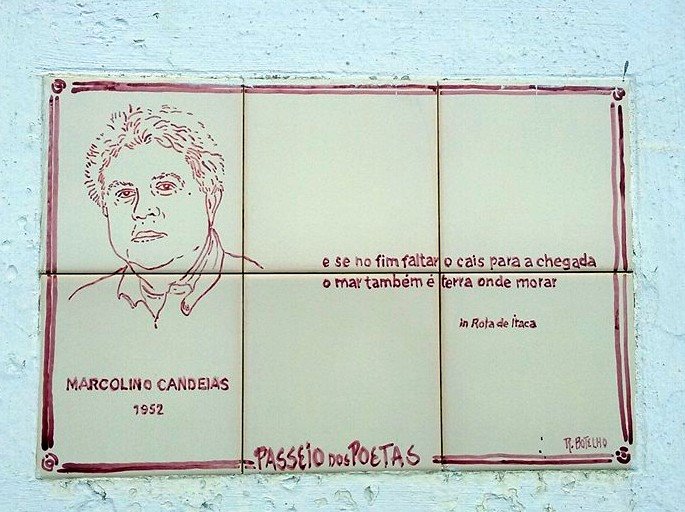 e se no fim faltar o cais para a chegada
o mar também é terra onde morar
in Rota de Ítaca
MARCOLINO CANDEIAS
1952
PASSEIO DOS POETAS
R. BOTELHO